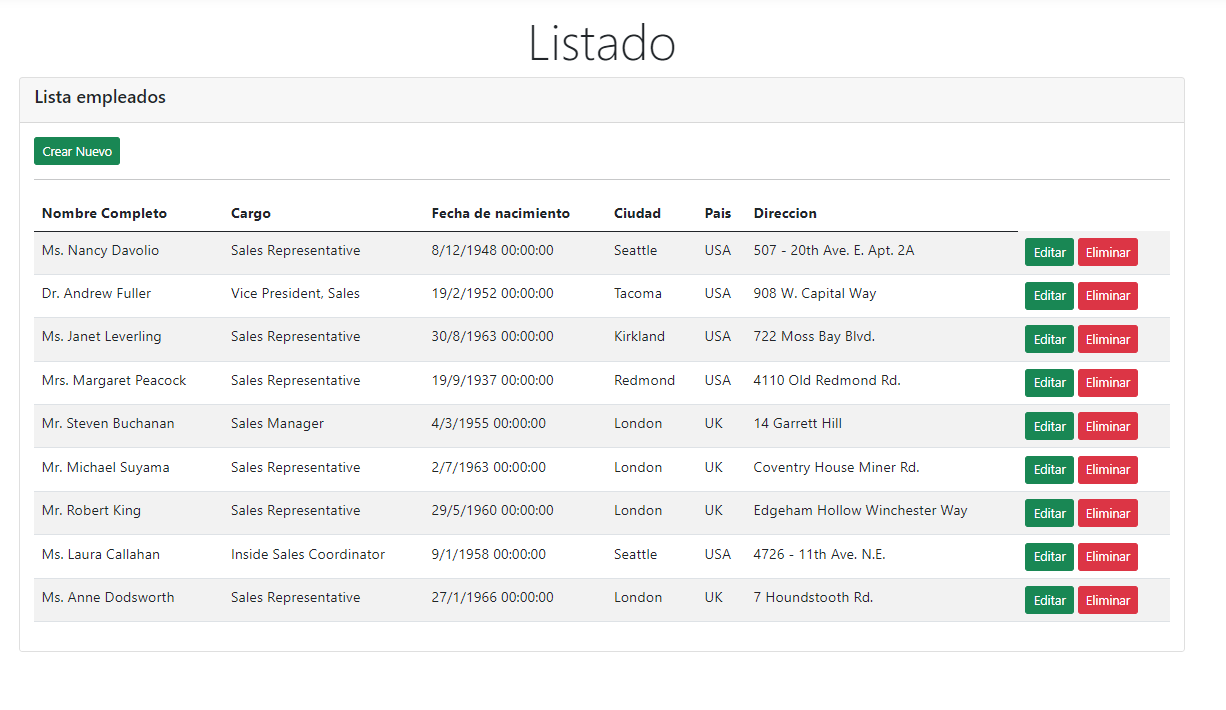 Listado
Lista empleados
Crear Nuevo
Nombre Completo Cargo Fecha de nacimiento Ciudad Pais Direccion
Ms. Nancy Davolio Sales Representative 8/12/1948 00:00:00 Seattle USA 507 - 20th Ave. E. Apt. 2A Editar Eliminar
Dr. Andrew Fuller Vice President, Sales 19/2/1952 00:00:00 Tacoma USA 908 W. Capital Way Editar Eliminar
Ms. Janet Leverling Sales Representative 30/8/1963 00:00:00 Kirkland USA 722 Moss Bay Blvd. Editar Eliminar
Mrs. Margaret Peacock Sales Representative 19/9/1937 00:00:00 Redmond USA 4110 Old Redmond Rd. Editar Eliminar
Mr. Steven Buchanan Sales Manager 4/3/1955 00:00:00 London UK 14 Garrett Hill Editar Eliminar
Mr. Michael Suyama Sales Representative 2/7/1963 00:00:00 London UK Coventry House Miner Rd. Editar Eliminar
Mr. Robert King Sales Representative 29/5/1960 00:00:00 London UK Edgeham Hollow Winchester Way Editar Eliminar
Ms. Laura Callahan Inside Sales Coordinator 9/1/1958 00:00:00 Seattle USA 4726 - 11th Ave. N.E. Editar Eliminar
Ms. Anne Dodsworth Sales Representative 27/1/1966 00:00:00 London UK 7 Houndstooth Rd. Editar Eliminar